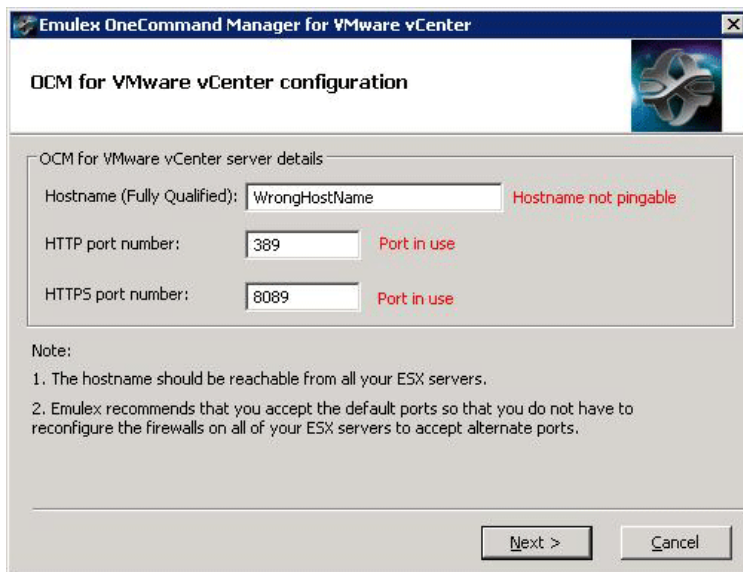 Emulex OneCommand Manager for VMware vCenter
OCM for VMware vCenter configuration
OCM for VMware vCenter server details
Hostname (Fully Qualified): WrongHostName Hostname not pingable
HTTP port number: 389 Port in use
HTTPS port number: 8089 Port in use
Note:
1. The hostname should be reachable from all your ESX servers.
2. Emulex recommends that you accept the default ports so that you do not have to
reconfigure the firewalls on all of your ESX servers to accept alternate ports.
Next > Cancel